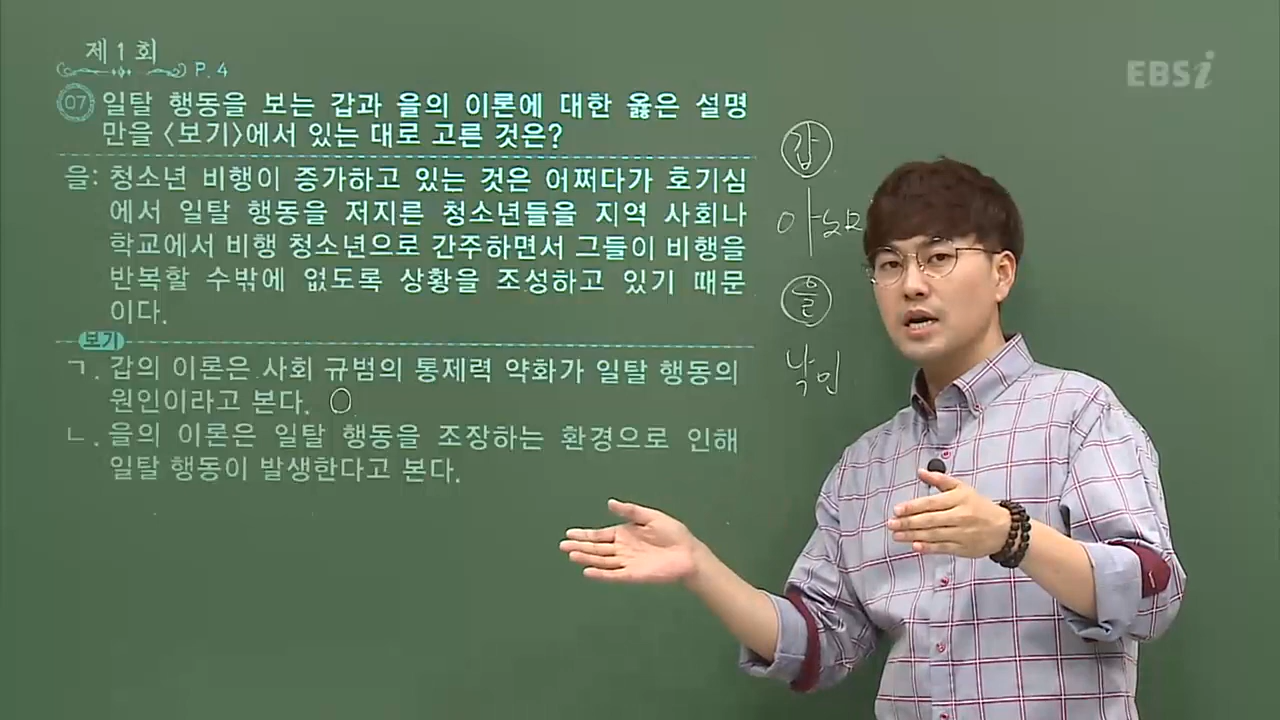 제1회
P. 4
EBSi
07 일탈 행동을 보는 갑과 을의 이론에 대한 옳은 설명
만을 <보기>에서 있는 대로 고른 것은?
을: 청소년 비행이 증가하고 있는 것은 어쩌다가 호기심
에서 일탈 행동을 저지른 청소년들을 지역 사회나
학교에서 비행 청소년으로 간주하면서 그들이 비행을
반복할 수밖에 없도록 상황을 조성하고 있기 때문
이다.
보기
ㄱ. 갑의 이론은 사회 규범의 통제력 약화가 일탈 행동의
원인이라고 본다. O
ㄴ. 을의 이론은 일탈 행동을 조장하는 환경으로 인해
일탈 행동이 발생한다고 본다.
갑
아노미
을
낙인